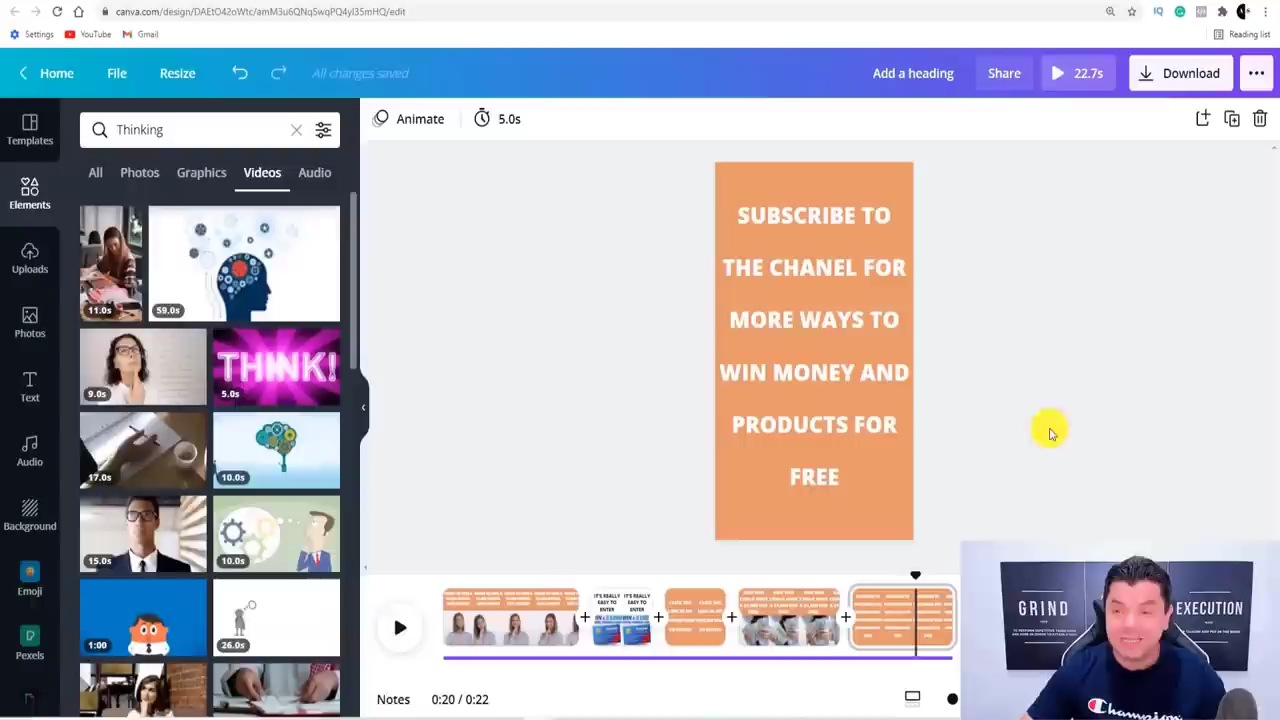 canva.com/design/DAEtO42oWtc/amM3u6QNq5wqPQ4yl35mHQ/edit
Settings
YouTube
Gmail
Reading list
Home
File
Resize
All changes saved
Add a heading
Share
22.7s
Download
Templates
Elements
Uploads
Photos
Text
Audio
Background
Emoji
Pexels
Thinking
All
Photos
Graphics
Videos
Audio
11.0s
59.0s
9.0s
THINK!
5.0s
17.0s
10.0s
15.0s
10.0s
1:00
26.0s
Animate
5.0s
SUBSCRIBE TO
THE CHANEL FOR
MORE WAYS TO
WIN MONEY AND
PRODUCTS FOR
FREE
IT'S REALLY
EASY TO
ENTER
IT'S REALLY
EASY TO
ENTER
Notes
0:20 / 0:22
GRIND
EXECUTION
Champion